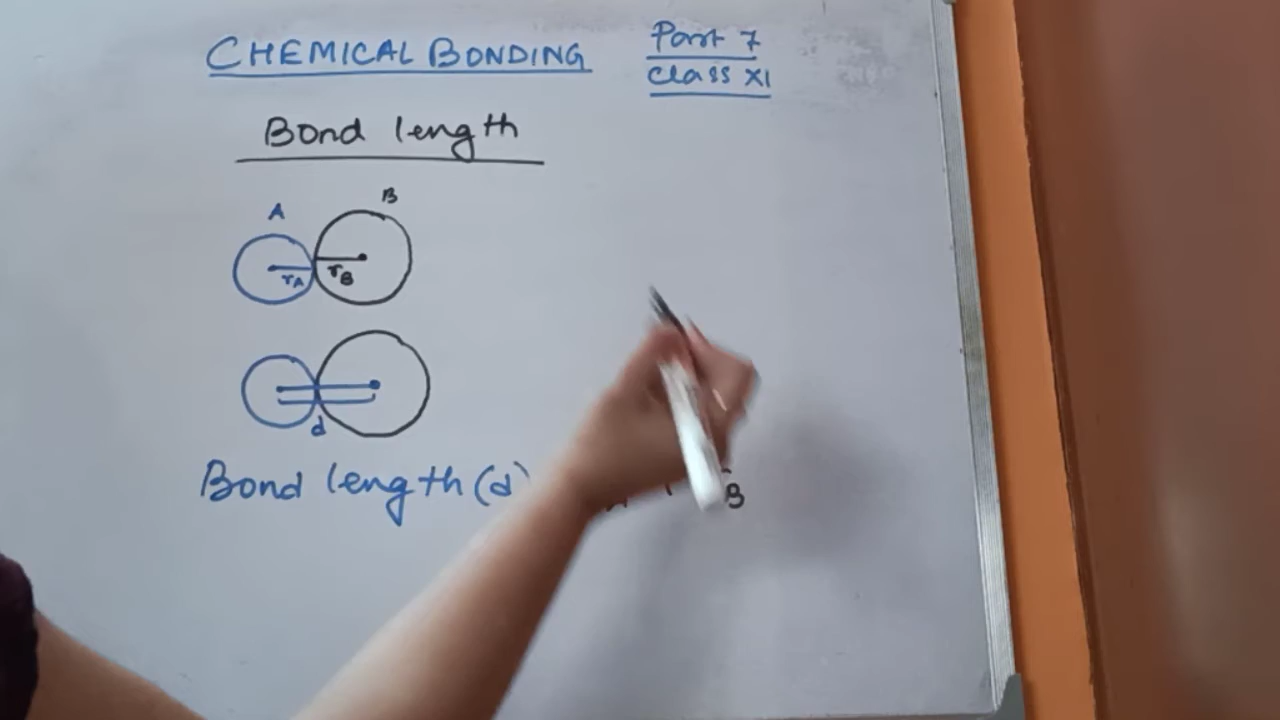 CHEMICAL BONDING
Part 7
Class XI
Bond length
A
B
rA
rB
d
Bond length (d)
B